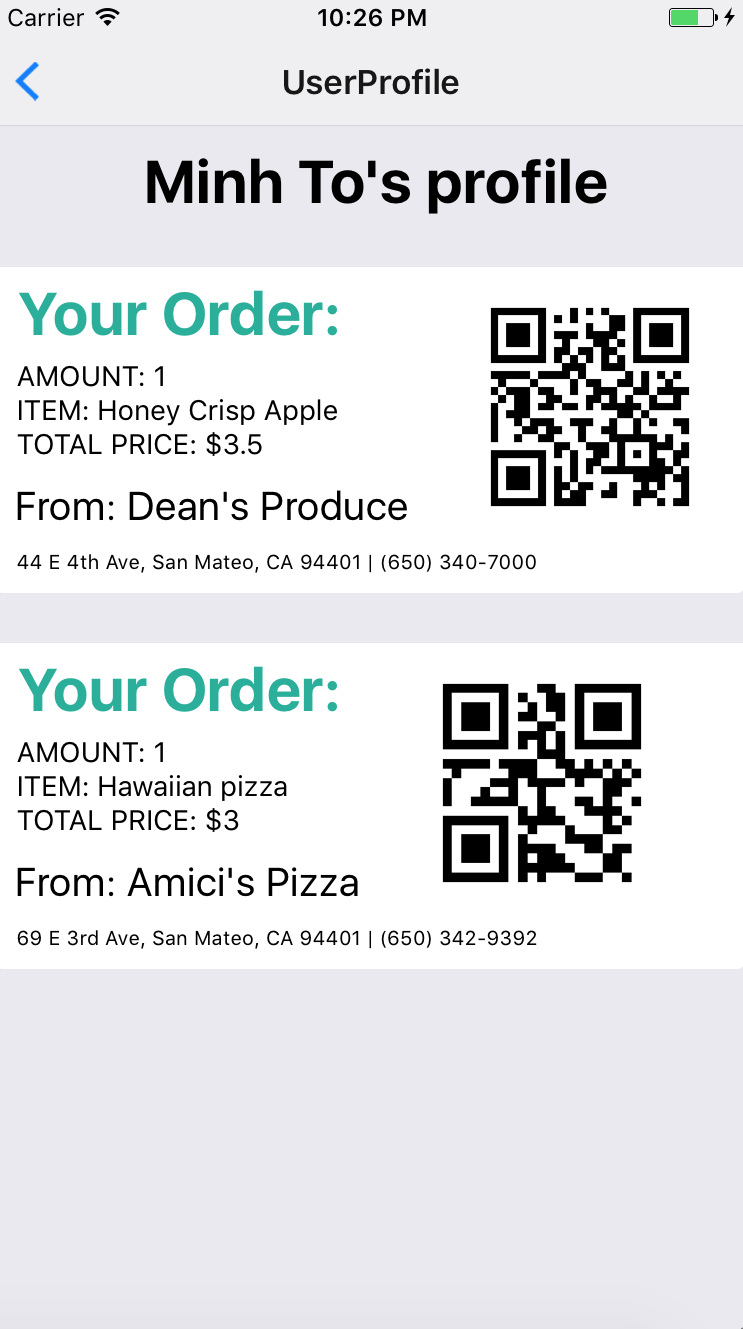 Carrier 10:26 PM
UserProfile
Minh To's profile
Your Order:
AMOUNT: 1
ITEM: Honey Crisp Apple
TOTAL PRICE: $3.5
From: Dean's Produce
44 E 4th Ave, San Mateo, CA 94401 | (650) 340-7000
Your Order:
AMOUNT: 1
ITEM: Hawaiian pizza
TOTAL PRICE: $3
From: Amici's Pizza
69 E 3rd Ave, San Mateo, CA 94401 | (650) 342-9392